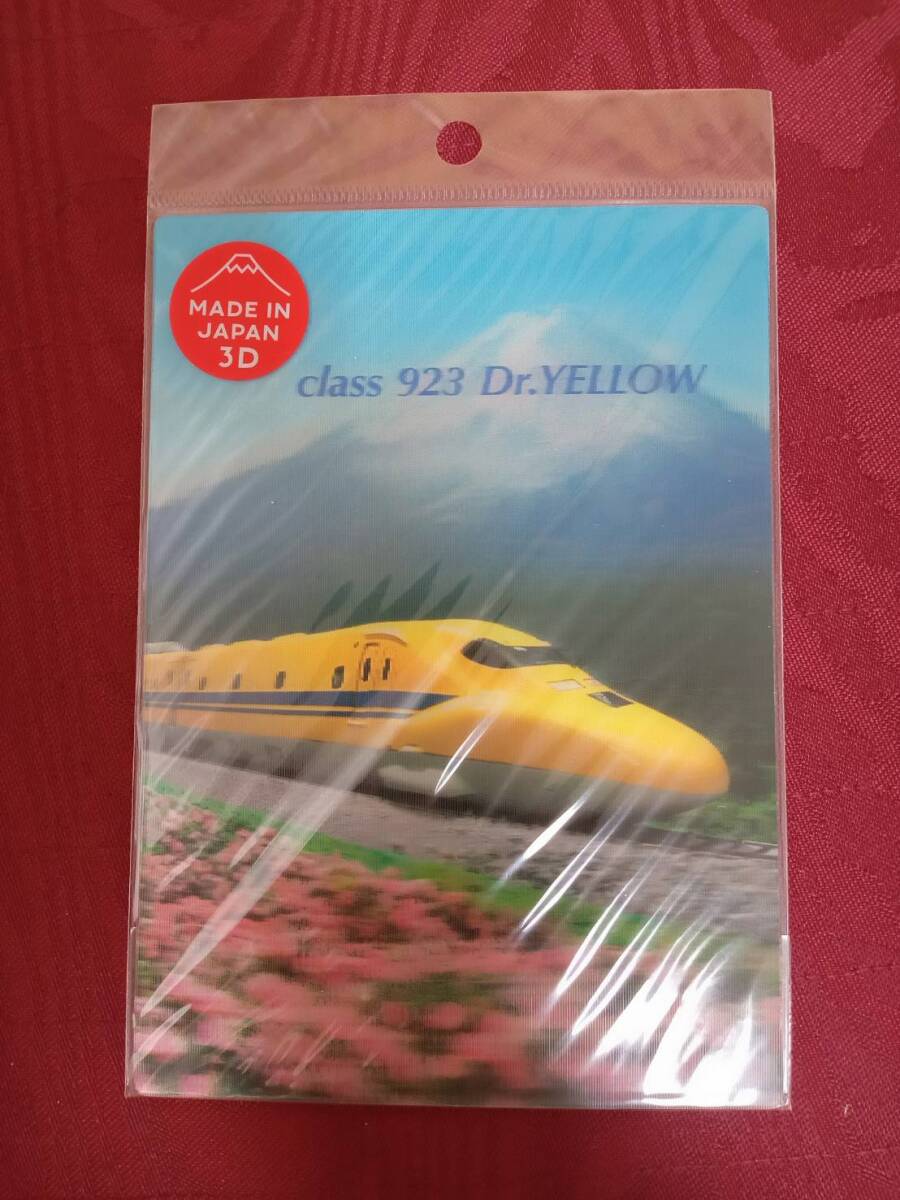 MADE IN
JAPAN
3D
class 923 Dr.YELLOW